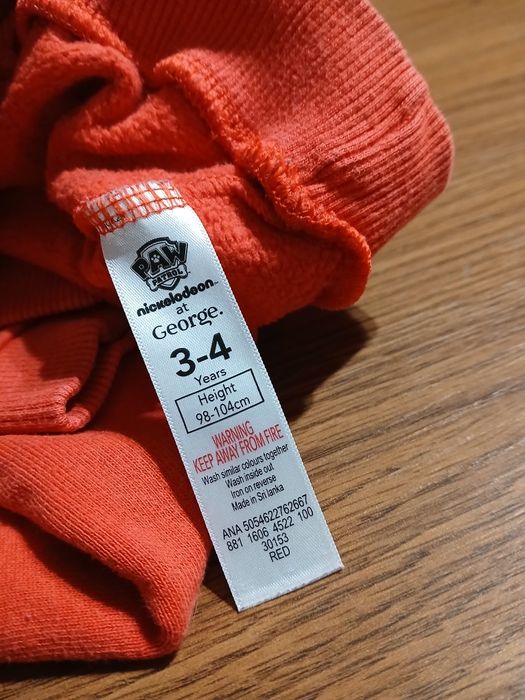 PAW
PATROL
nickelodeon™
at
George.
3-4
Years
Height
98-104cm
WARNING
KEEP AWAY FROM FIRE
Wash similar colours together
Wash inside out
Iron on reverse
Made in Sri lanka
ANA 5054622762667
881 1606 4522 100
30153
RED